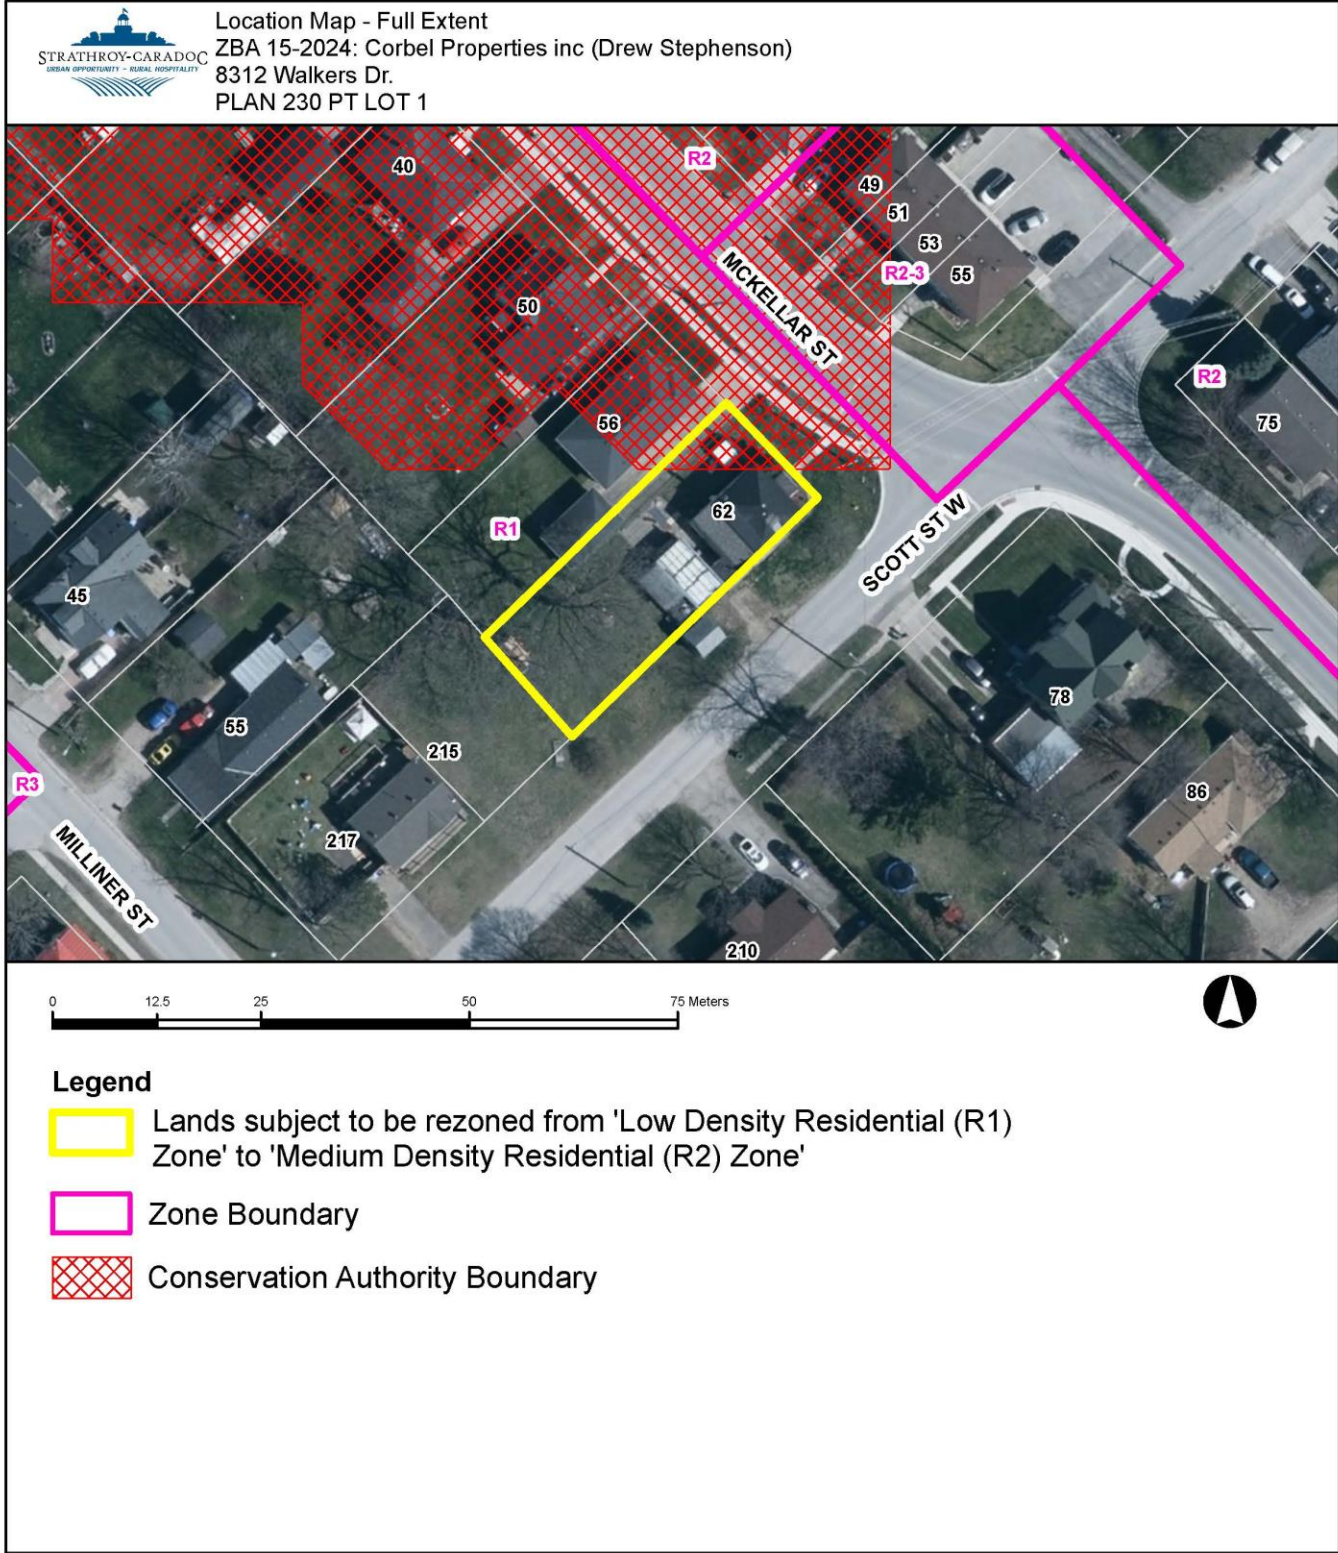 STRATHROY-CARADOC
URBAN OPPORTUNITY - RURAL HOSPITALITY
Location Map - Full Extent
ZBA 15-2024: Corbel Properties inc (Drew Stephenson)
8312 Walkers Dr.
PLAN 230 PT LOT 1
40
R2
49
51
53
R2-3
55
MCKELLAR ST
50
R2
75
56
62
R1
SCOTT ST W
45
55
215
78
R3
217
86
MILLINER ST
210
0 12.5 25 50 75 Meters
Legend
Lands subject to be rezoned from 'Low Density Residential (R1)
Zone' to 'Medium Density Residential (R2) Zone'
Zone Boundary
Conservation Authority Boundary